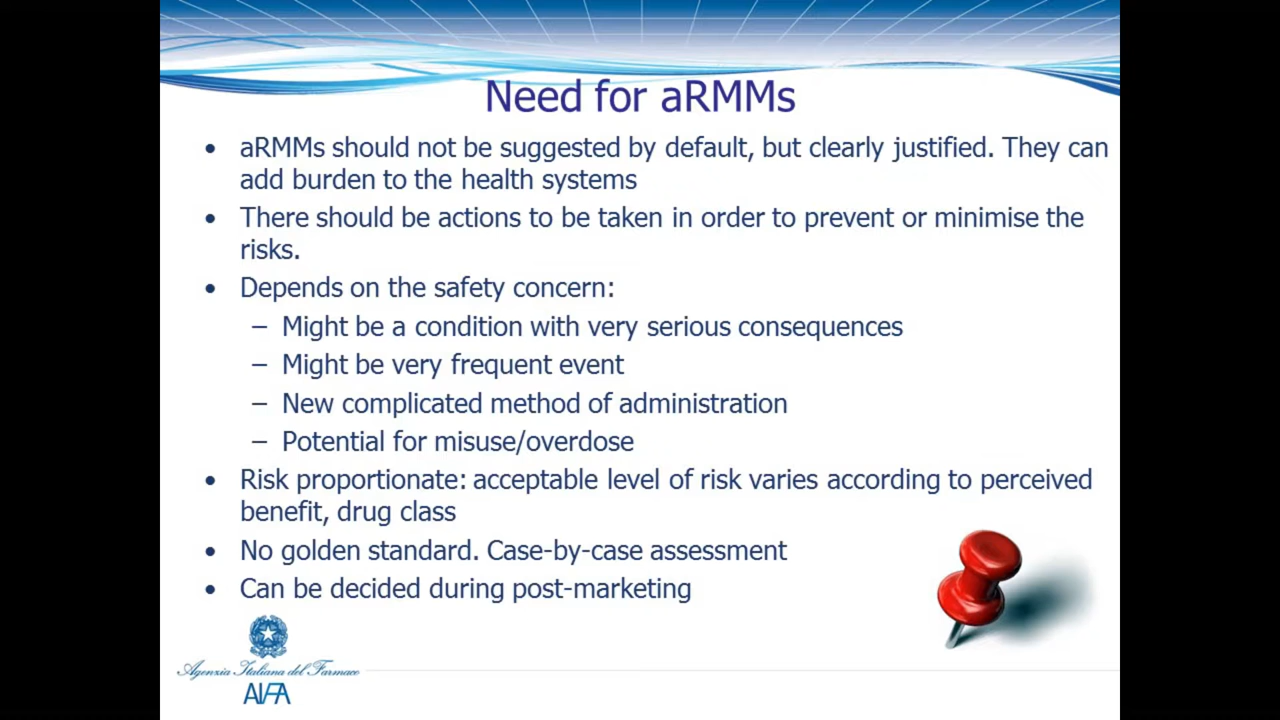 Need for aRMMs
• aRMMs should not be suggested by default, but clearly justified. They can
add burden to the health systems
• There should be actions to be taken in order to prevent or minimise the
risks.
• Depends on the safety concern:
– Might be a condition with very serious consequences
– Might be very frequent event
– New complicated method of administration
– Potential for misuse/overdose
• Risk proportionate: acceptable level of risk varies according to perceived
benefit, drug class
• No golden standard. Case-by-case assessment
• Can be decided during post-marketing
Agenzia Italiana del Farmaco
AIFA